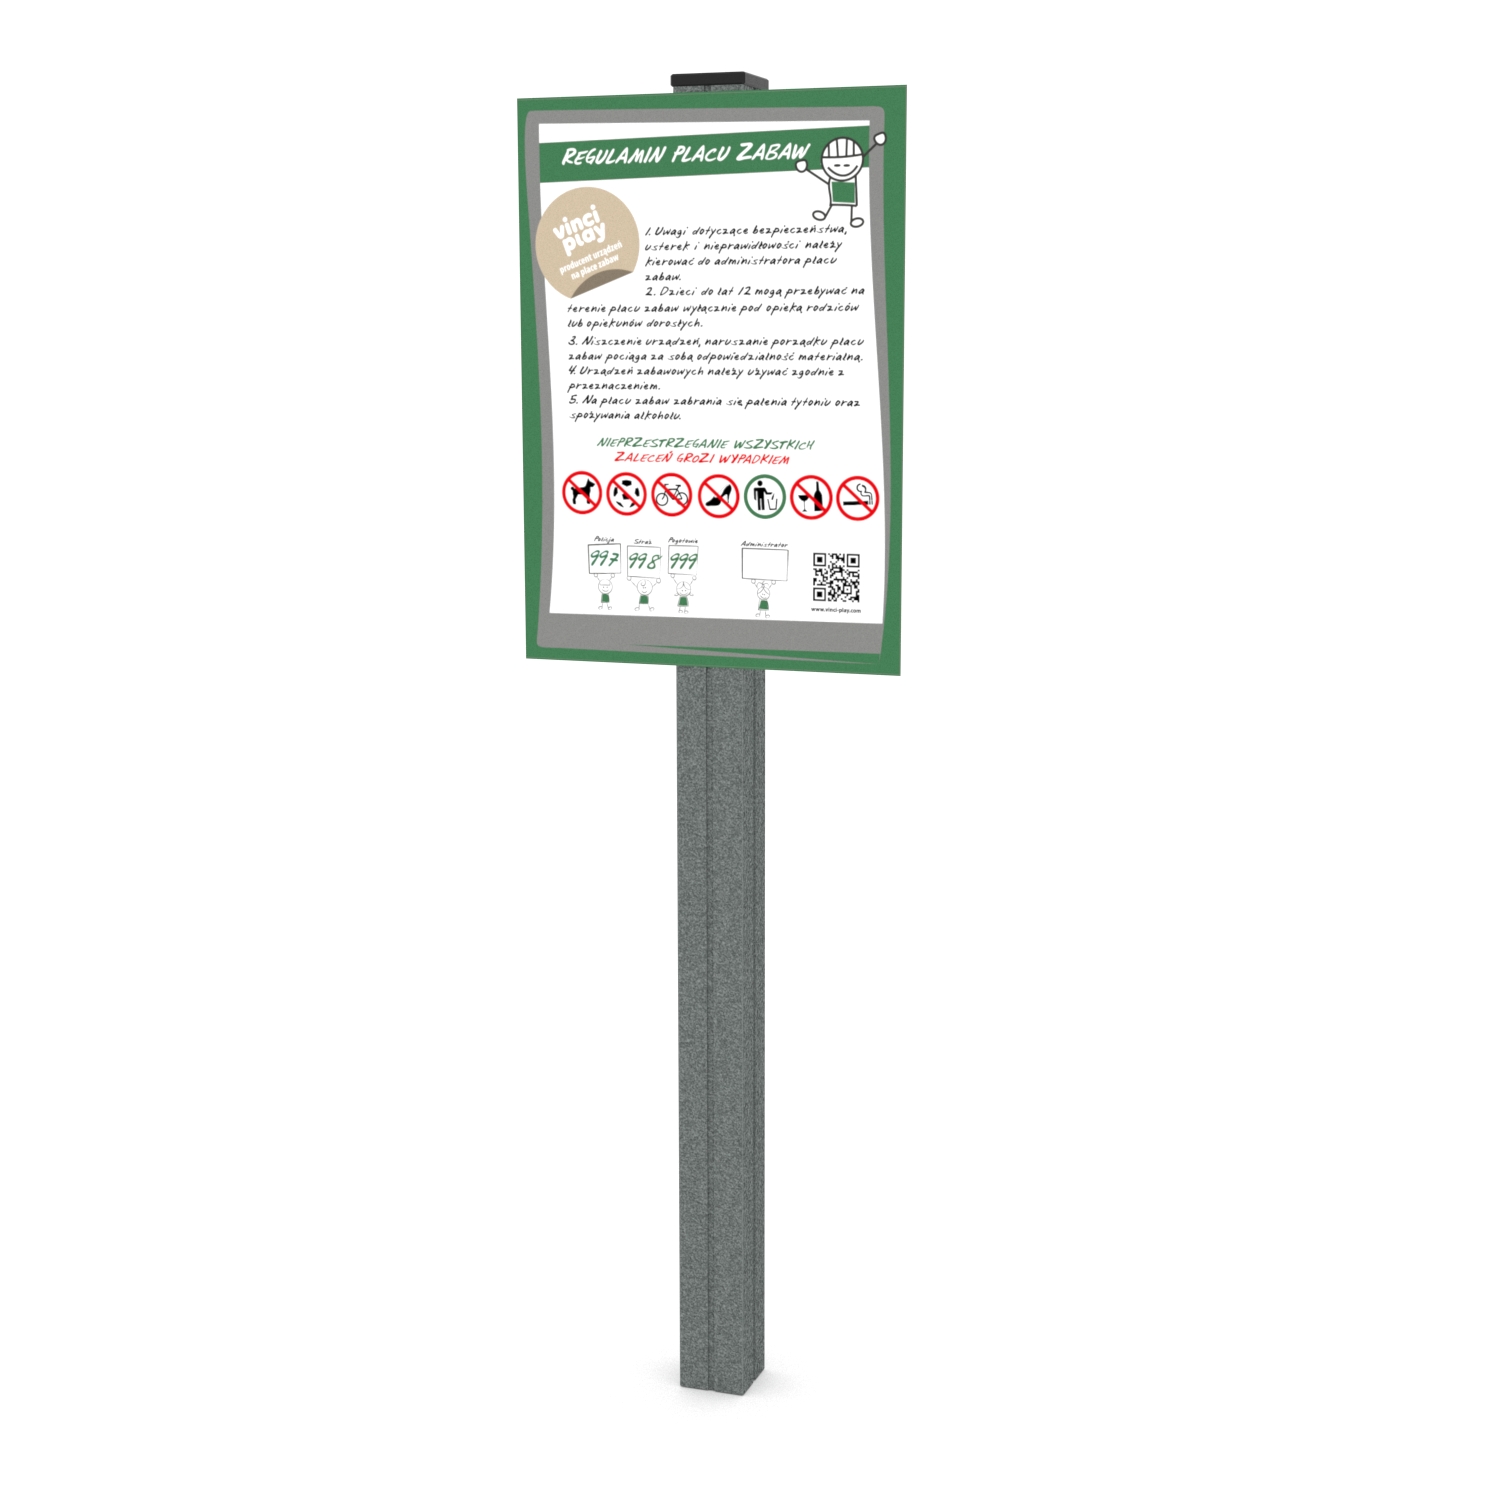 REGULAMIN PLACU ZABAW
vinci
play
producent urządzeń
na place zabaw
1. Uwagi dotyczące bezpieczeństwa,
usterek i nieprawidłowości należy
kierować do administratora placu
zabaw.
2. Dzieci do lat 12 mogą przebywać na
terenie placu zabaw wyłącznie pod opieką rodziców
lub opiekunów dorosłych.
3. Niszczenie urządzeń, naruszanie porządku placu
zabaw pociąga za sobą odpowiedzialność materialną.
4. Urządzeń zabawowych należy używać zgodnie z
przeznaczeniem.
5. Na placu zabaw zabrania się palenia tytoniu oraz
spożywania alkoholu.
NIEPRZESTRZEGANIE WSZYSTKICH
ZALECEŃ GROZI WYPADKIEM
Policja Straż Pogotowie Administrator
997 998 999
www.vinci-play.com